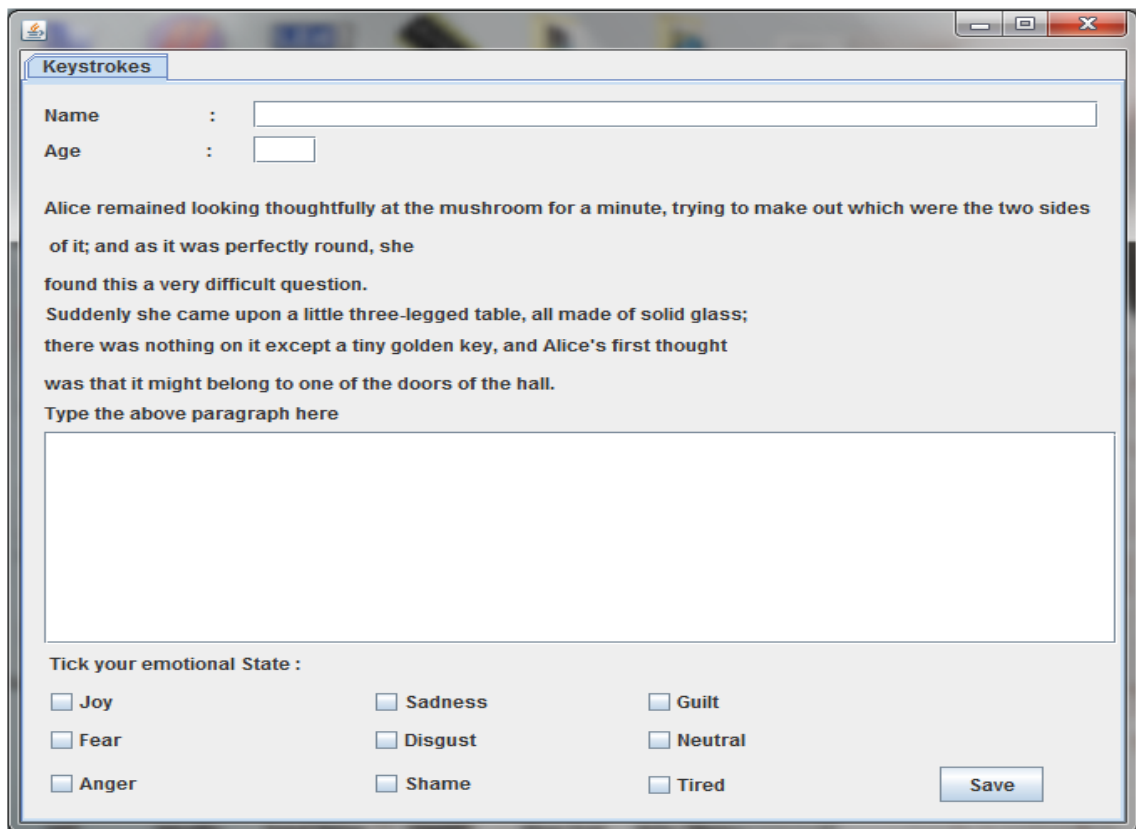 Keystrokes
Name :
Age :
Alice remained looking thoughtfully at the mushroom for a minute, trying to make out which were the two sides
of it; and as it was perfectly round, she
found this a very difficult question.
Suddenly she came upon a little three-legged table, all made of solid glass;
there was nothing on it except a tiny golden key, and Alice's first thought
was that it might belong to one of the doors of the hall.
Type the above paragraph here
Tick your emotional State :
Joy Sadness Guilt
Fear Disgust Neutral
Anger Shame Tired Save